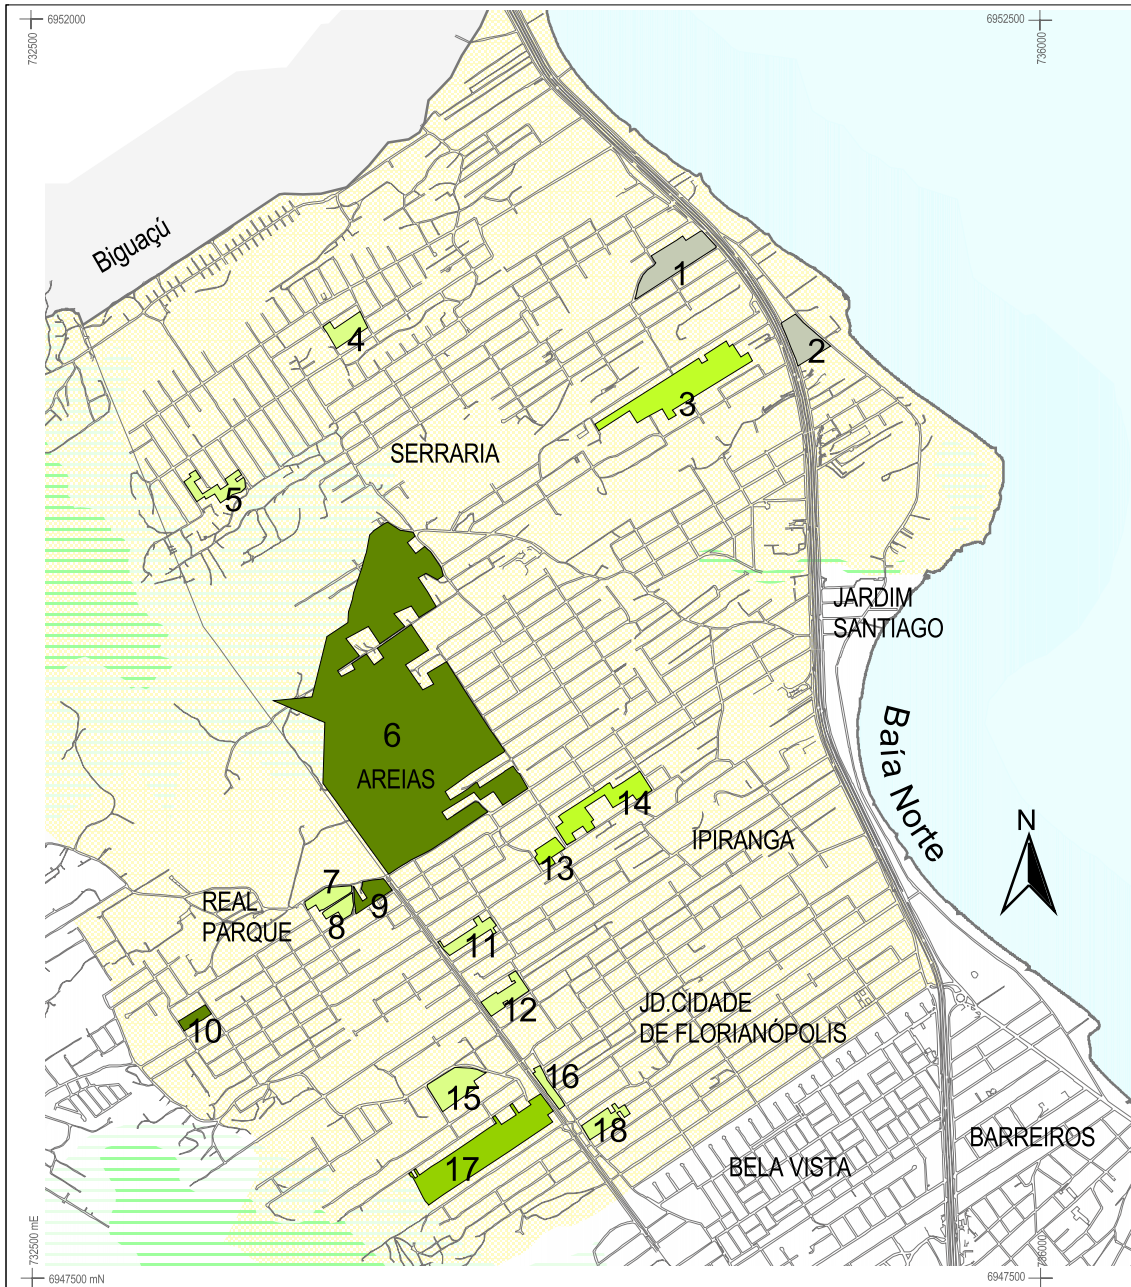 6952000
6952500
732500
736000
Biguaçú
1
2
4
3
SERRARIA
5
JARDIM
SANTIAGO
Baía Norte
6
AREIAS
14
IPIRANGA
N
13
7
REAL
PARQUE
9
8
11
12
JD.CIDADE
DE FLORIANÓPOLIS
10
16
15
18
BARREIROS
17
BELA VISTA
732500 mE
736000
6947500 mN
6947500